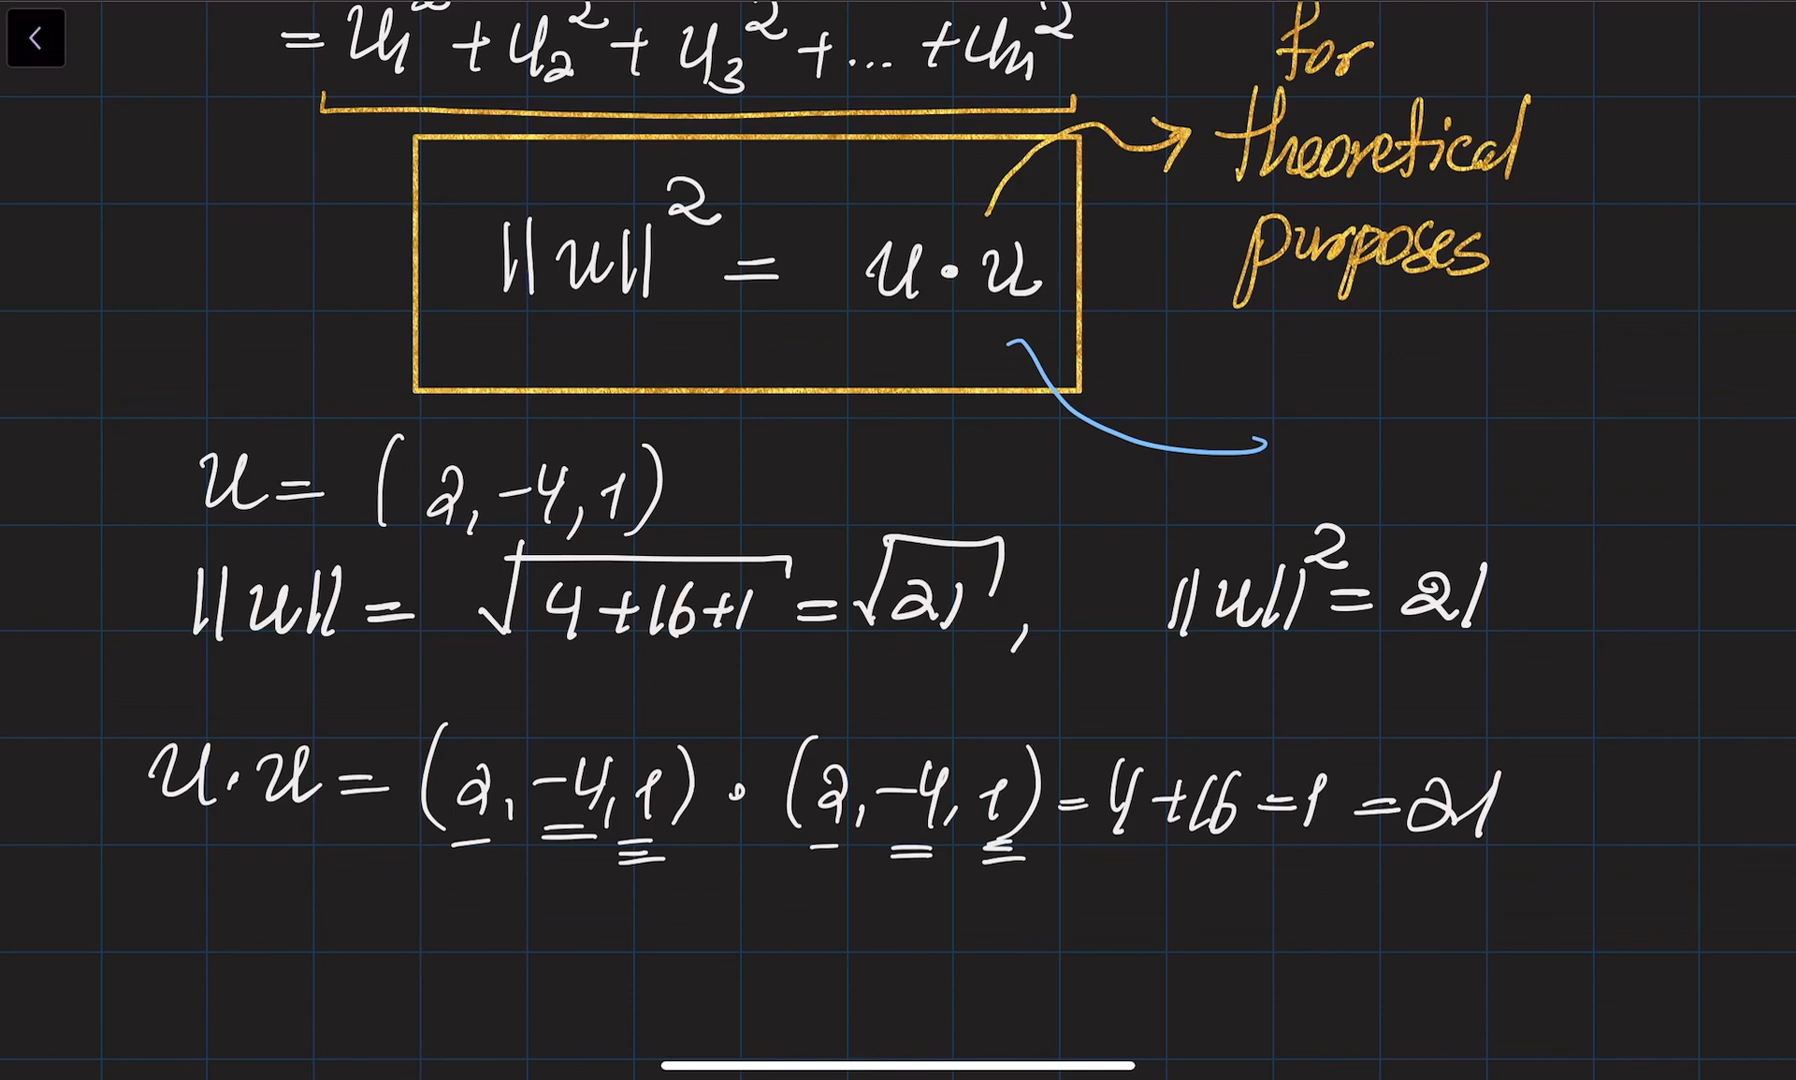 = u₁² + u₂² + u₃² + ... + uₙ²
for
theoretical
purposes
||u||² = u • u
u = (2, -4, 1)
||u|| = √4+16+1 = √21 , ||u||² = 21
u . u = (2, -4, 1) • (2, -4, 1) = 4+16=1 = 21